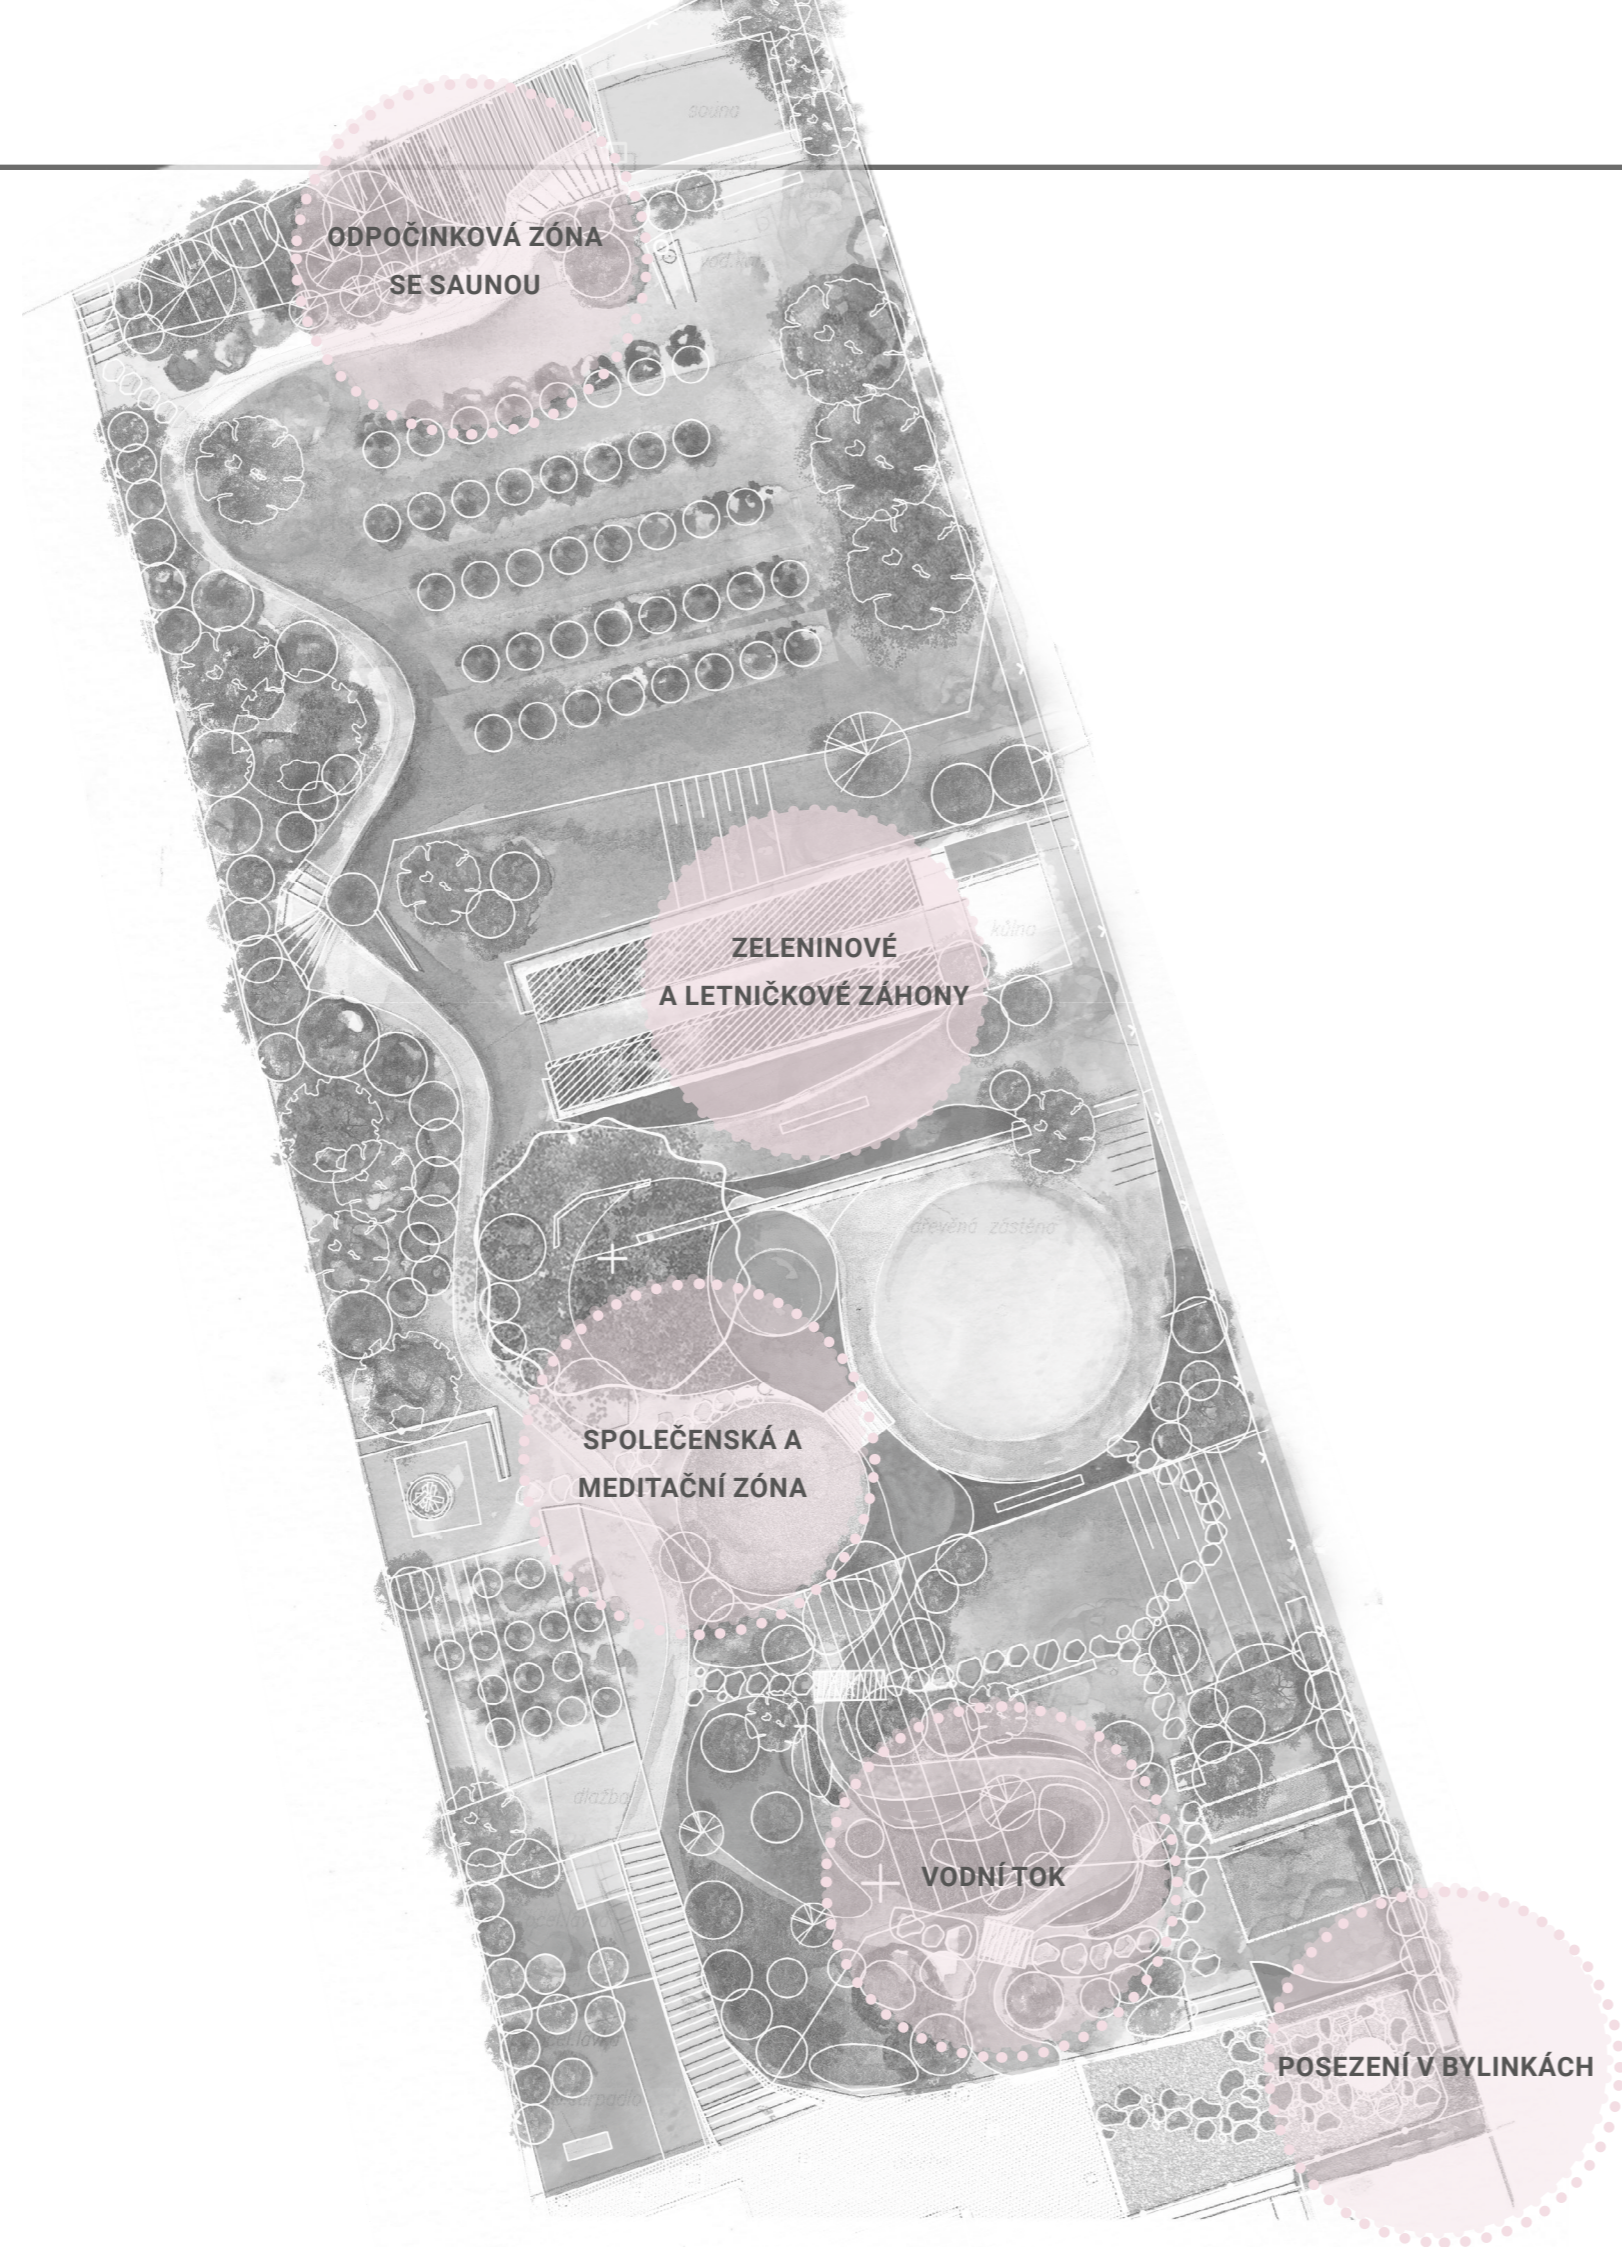 sauna
ODPOČINKOVÁ ZÓNA
SE SAUNOU
ZELENINOVÉ
A LETNIČKOVÉ ZÁHONY
kůlna
dřevěná zástěna
SPOLEČENSKÁ A
MEDITAČNÍ ZÓNA
dlažba
VODNÍ TOK
POSEZENÍ V BYLINKÁCH